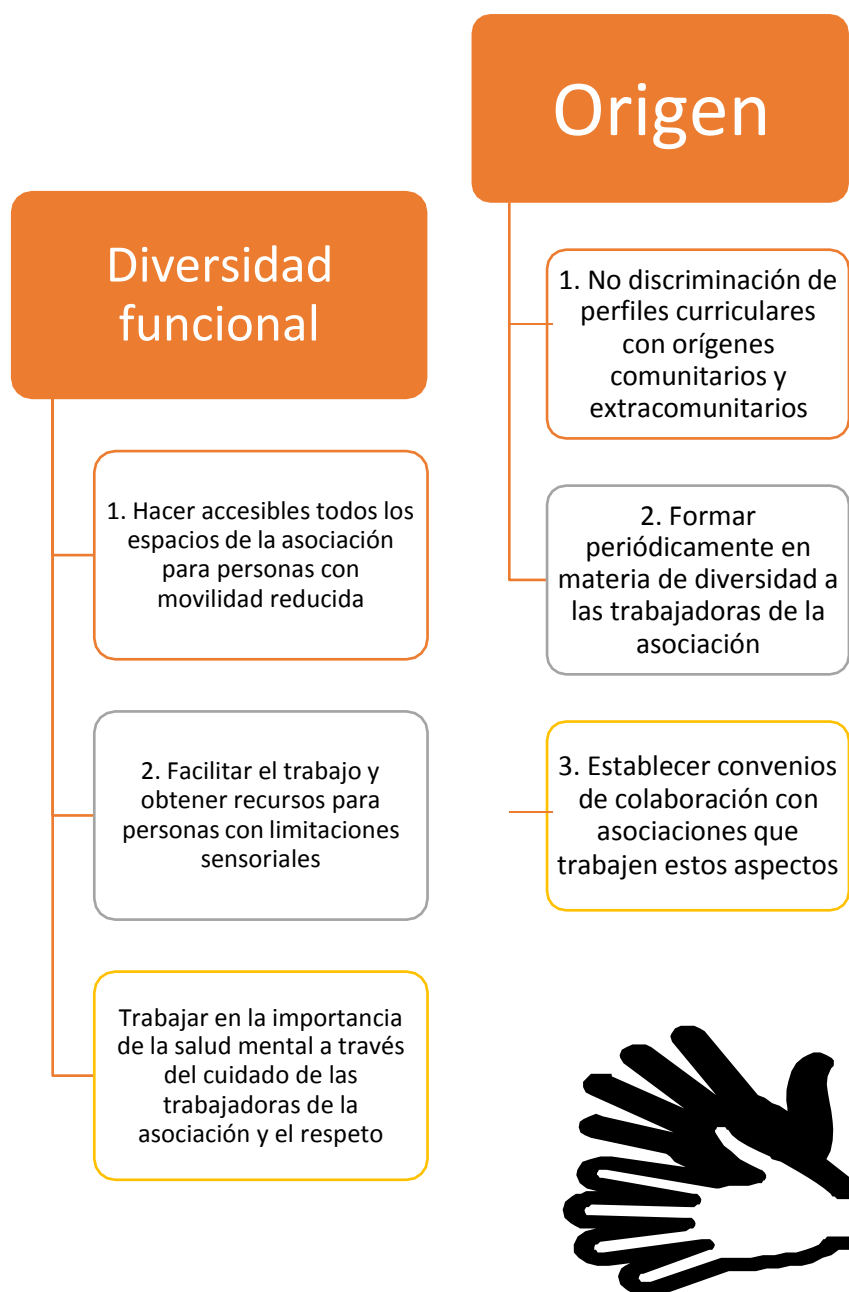 Diversidad
funcional
1. Hacer accesibles todos los
espacios de la asociación
para personas con
movilidad reducida
2. Facilitar el trabajo y
obtener recursos para
personas con limitaciones
sensoriales
Trabajar en la importancia
de la salud mental a través
del cuidado de las
trabajadoras de la
asociación y el respeto
Origen
1. No discriminación de
perfiles curriculares
con orígenes
comunitarios y
extracomunitarios
2. Formar
periódicamente en
materia de diversidad a
las trabajadoras de la
asociación
3. Establecer convenios
de colaboración con
asociaciones que
trabajen estos aspectos